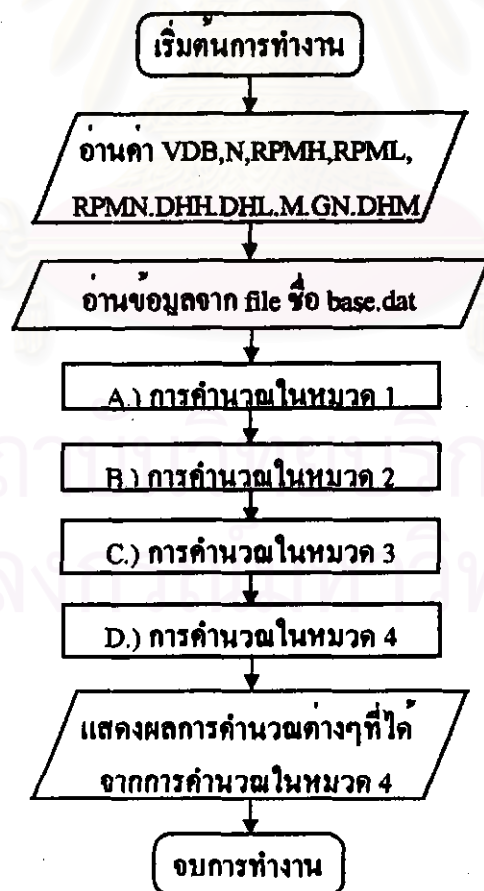 เริ่มต้นการทำงาน
อ่านค่า VDB,N,RPMH,RPML,
RPMN.DHH.DHL.M.GN.DHM
อ่านข้อมูลจาก file ชื่อ base.dat
A.) การคำนวณในหมวด 1
B.) การคำนวณในหมวด 2
C.) การคำนวณในหมวด 3
D.) การคำนวณในหมวด 4
แสดงผลการคำนวณต่างๆที่ได้
จากการคำนวณในหมวด 4
จบการทำงาน